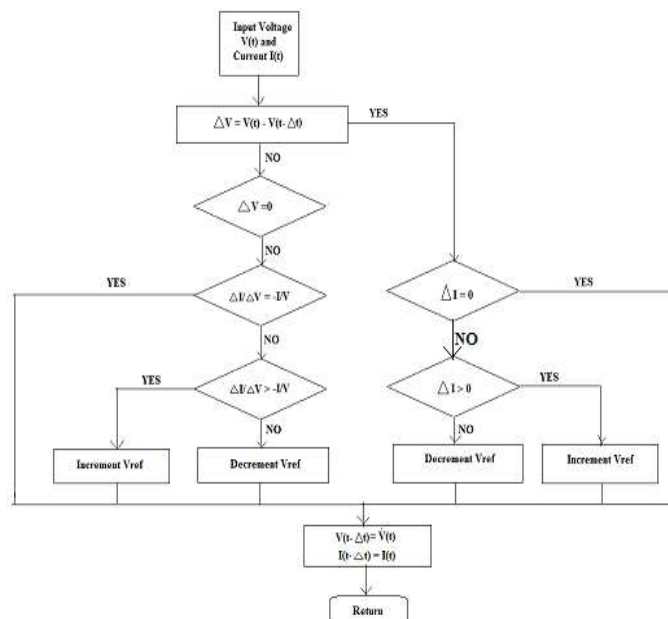 Input Voltage
V(t) and
Current I(t)
△V = V(t) - V(t-△t)
YES
NO
△V =0
NO
YES
△I/△V = -I/V
△I = 0
YES
NO
NO
YES
△I/△V > -I/V
△I > 0
YES
NO
NO
Increment Vref
Decrement Vref
Decrement Vref
Increment Vref
V(t-△t)= V(t)
I(t-△t) = I(t)
Return